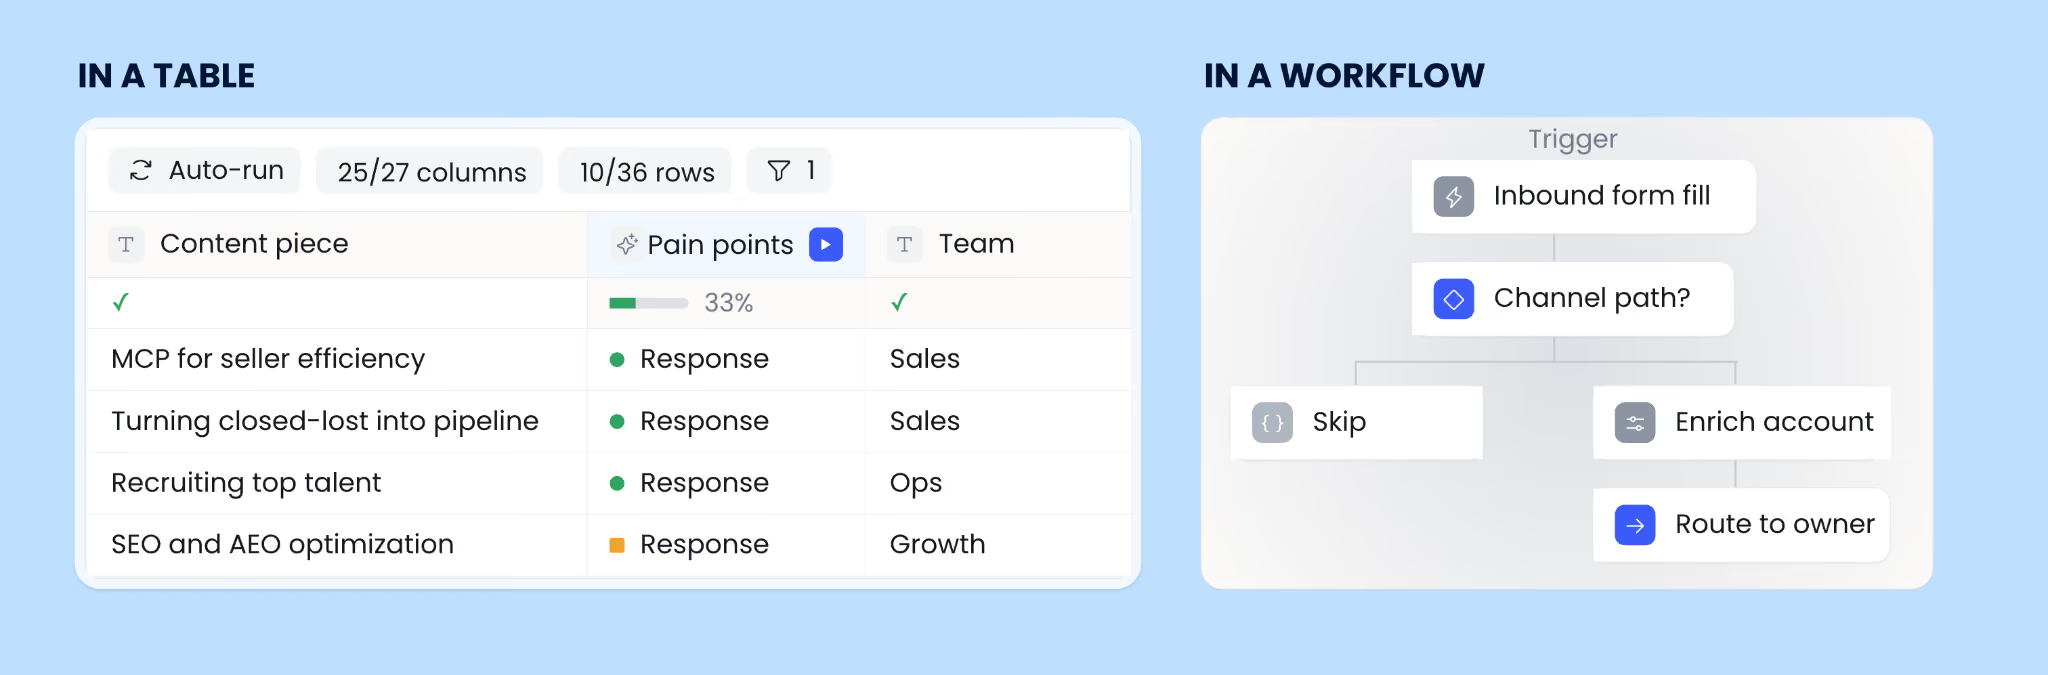 IN A TABLE
Auto-run 25/27 columns 10/36 rows 1
T Content piece Pain points T Team
33%
MCP for seller efficiency Response Sales
Turning closed-lost into pipeline Response Sales
Recruiting top talent Response Ops
SEO and AEO optimization Response Growth
IN A WORKFLOW
Trigger
Inbound form fill
Channel path?
{ } Skip
Enrich account
Route to owner